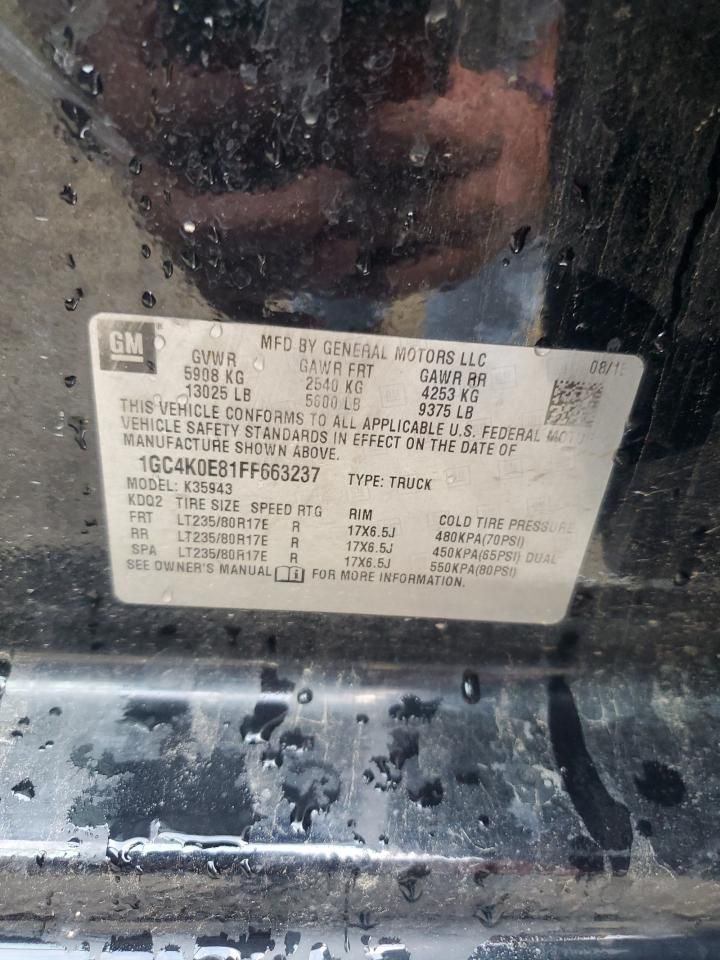 GM
MFD BY GENERAL MOTORS LLC
08/15
GVWR GAWR FRT GAWR RR
5908 KG 2540 KG 4253 KG
13025 LB 5600 LB 9375 LB
THIS VEHICLE CONFORMS TO ALL APPLICABLE U.S. FEDERAL MOTOR
VEHICLE SAFETY STANDARDS IN EFFECT ON THE DATE OF
MANUFACTURE SHOWN ABOVE.
1GC4K0E81FF663237 TYPE: TRUCK
MODEL: K35943
KDQ2 TIRE SIZE SPEED RTG RIM COLD TIRE PRESSURE
FRT LT235/80R17E R 17X6.5J 480KPA(70PSI)
RR LT235/80R17E R 17X6.5J 450KPA(65PSI) DUAL
SPA LT235/80R17E R 17X6.5J 550KPA(80PSI)
SEE OWNER'S MANUAL FOR MORE INFORMATION.